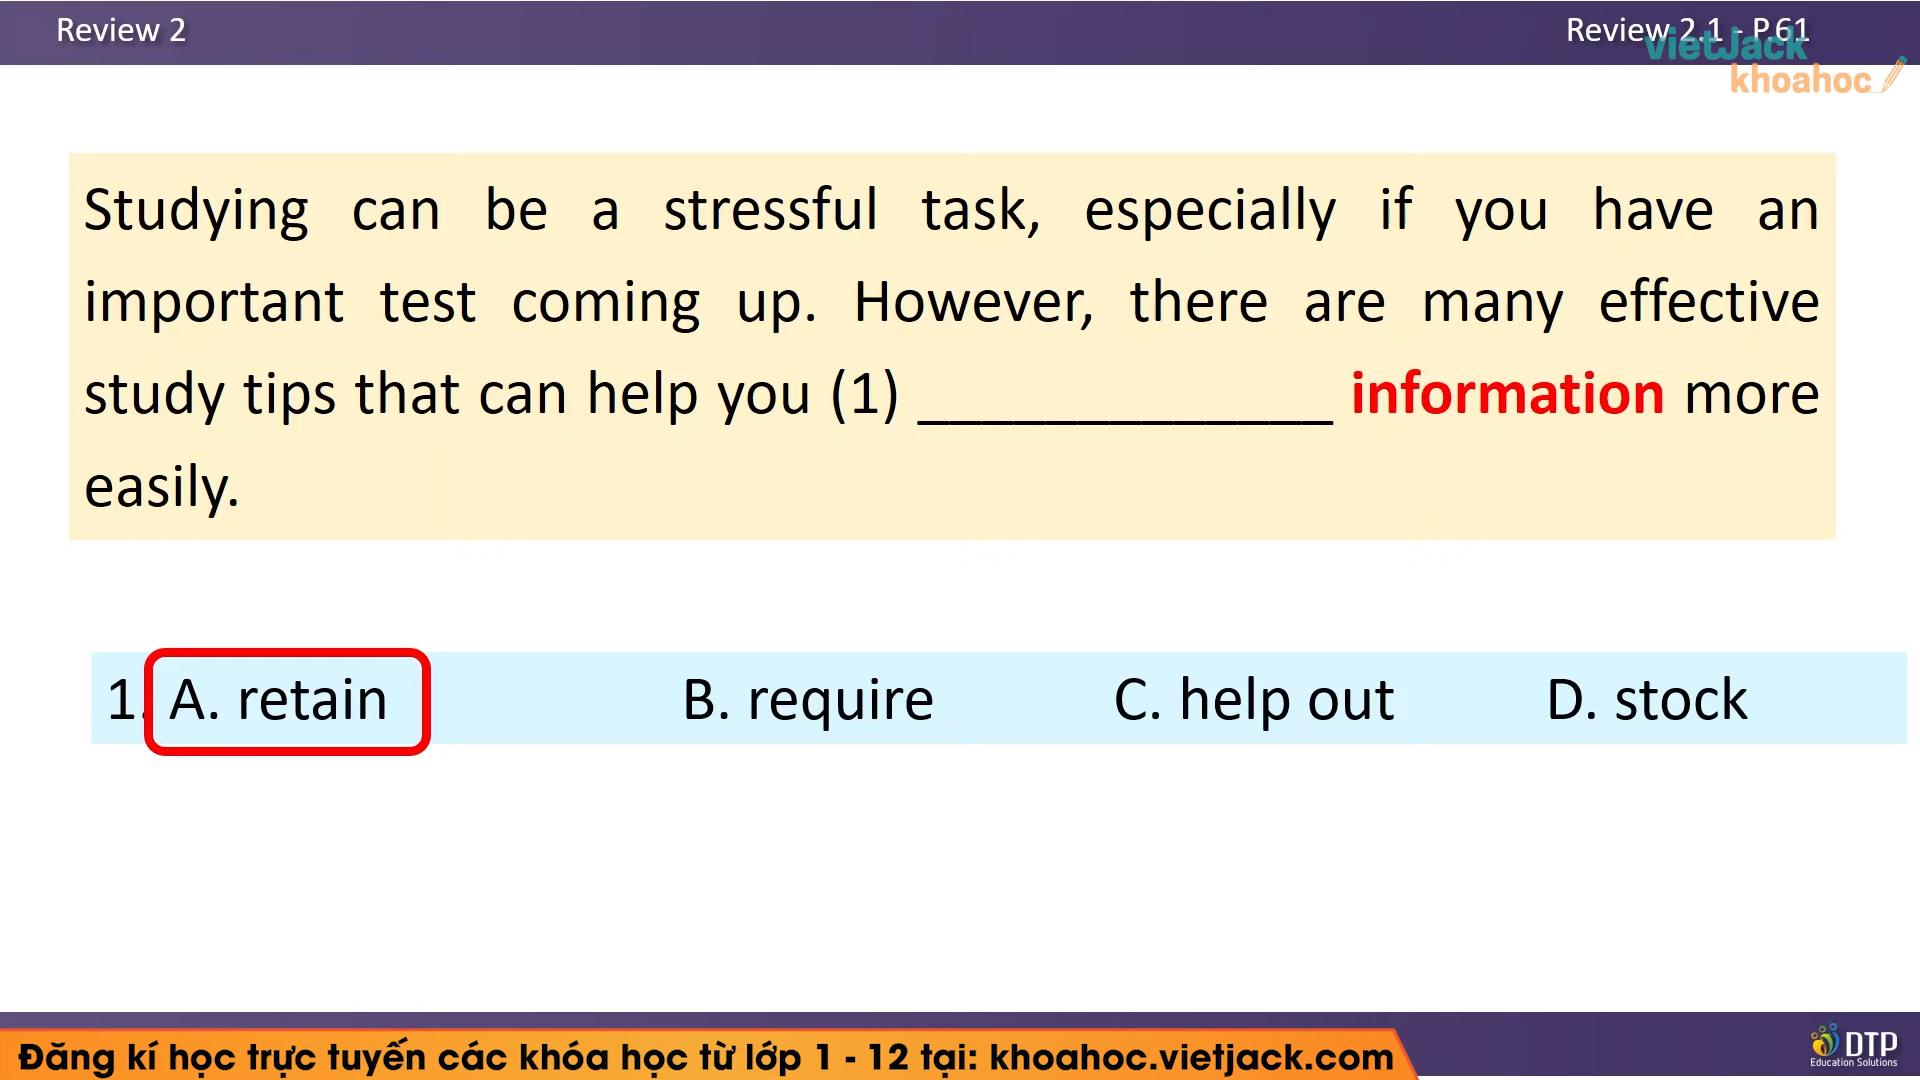 Review 2
Review 2.1 - P.61
vietJack
khoahoc
Studying can be a stressful task, especially if you have an
important test coming up. However, there are many effective
study tips that can help you (1) _____________ information more
easily.
1. A. retain B. require C. help out D. stock
Đăng kí học trực tuyến các khóa học từ lớp 1 - 12 tại: khoahoc.vietjack.com
DTP
Education Solutions